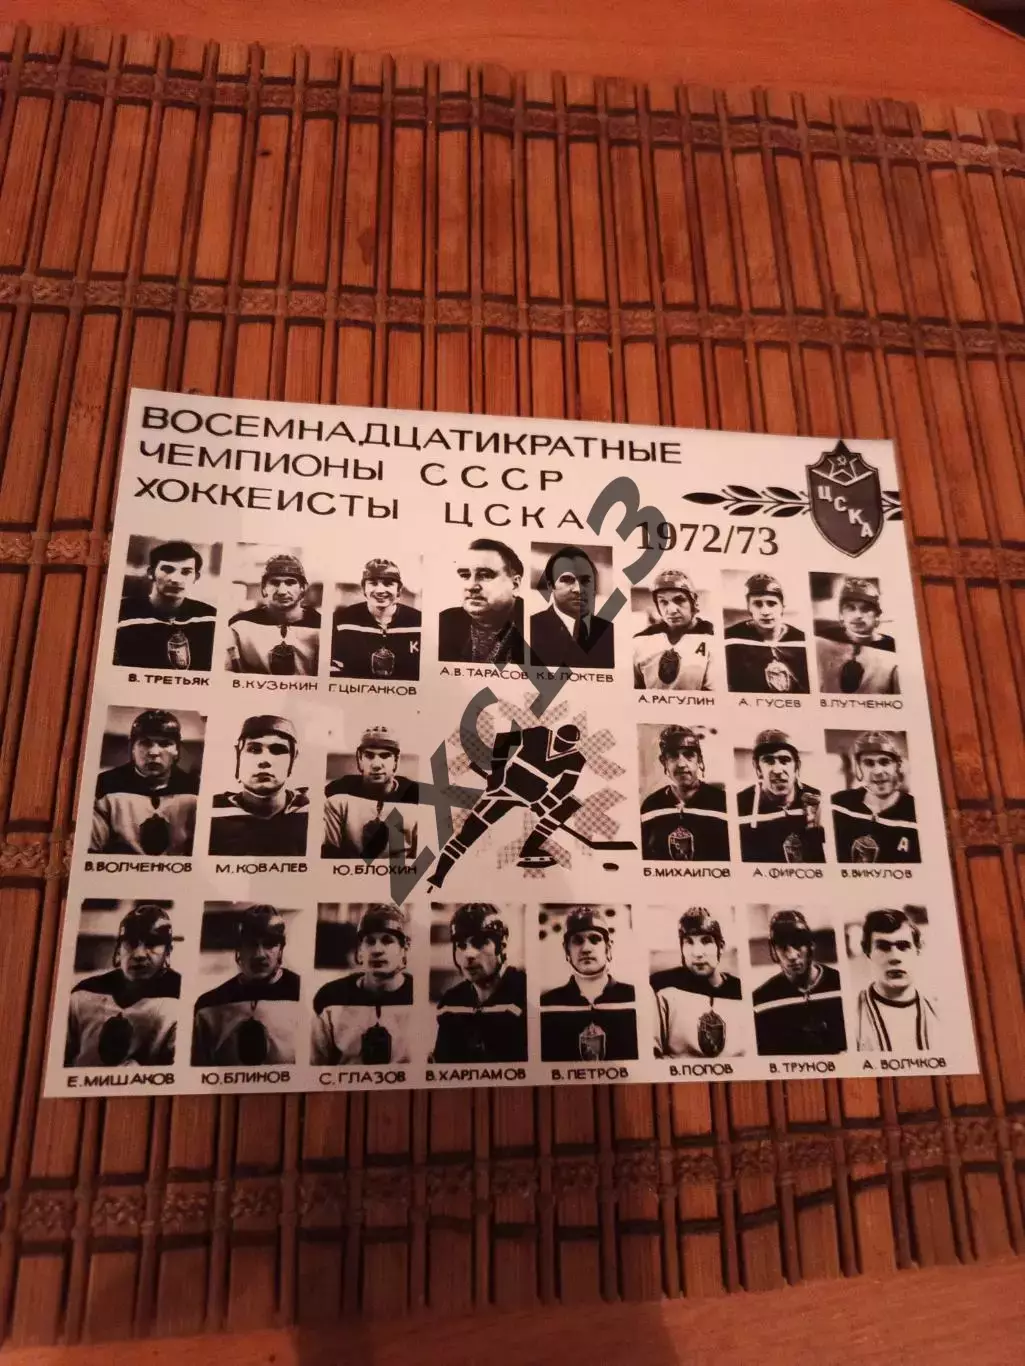 ВОСЕМНАДЦАТИКРАТНЫЕ
ЧЕМПИОНЫ СССР
ХОККЕИСТЫ ЦСКА 1972/73
ЦСКА
В. ТРЕТЬЯК В. КУЗЬКИН Г. ЦЫГАНКОВ А.В. ТАРАСОВ К.Б. ЛОКТЕВ А. РАГУЛИН А. ГУСЕВ В. ЛУТЧЕНКО
В. ВОЛЧЕНКОВ М. КОВАЛЕВ Ю. БЛОХИН Б. МИХАЙЛОВ А. ФИРСОВ В. ВИКУЛОВ
Е. МИШАКОВ Ю. БЛИНОВ С. ГЛАЗОВ В. ХАРЛАМОВ В. ПЕТРОВ В. ПОПОВ В. ТРУНОВ А. ВОЛЧКОВ
К
А
А
zxcv123